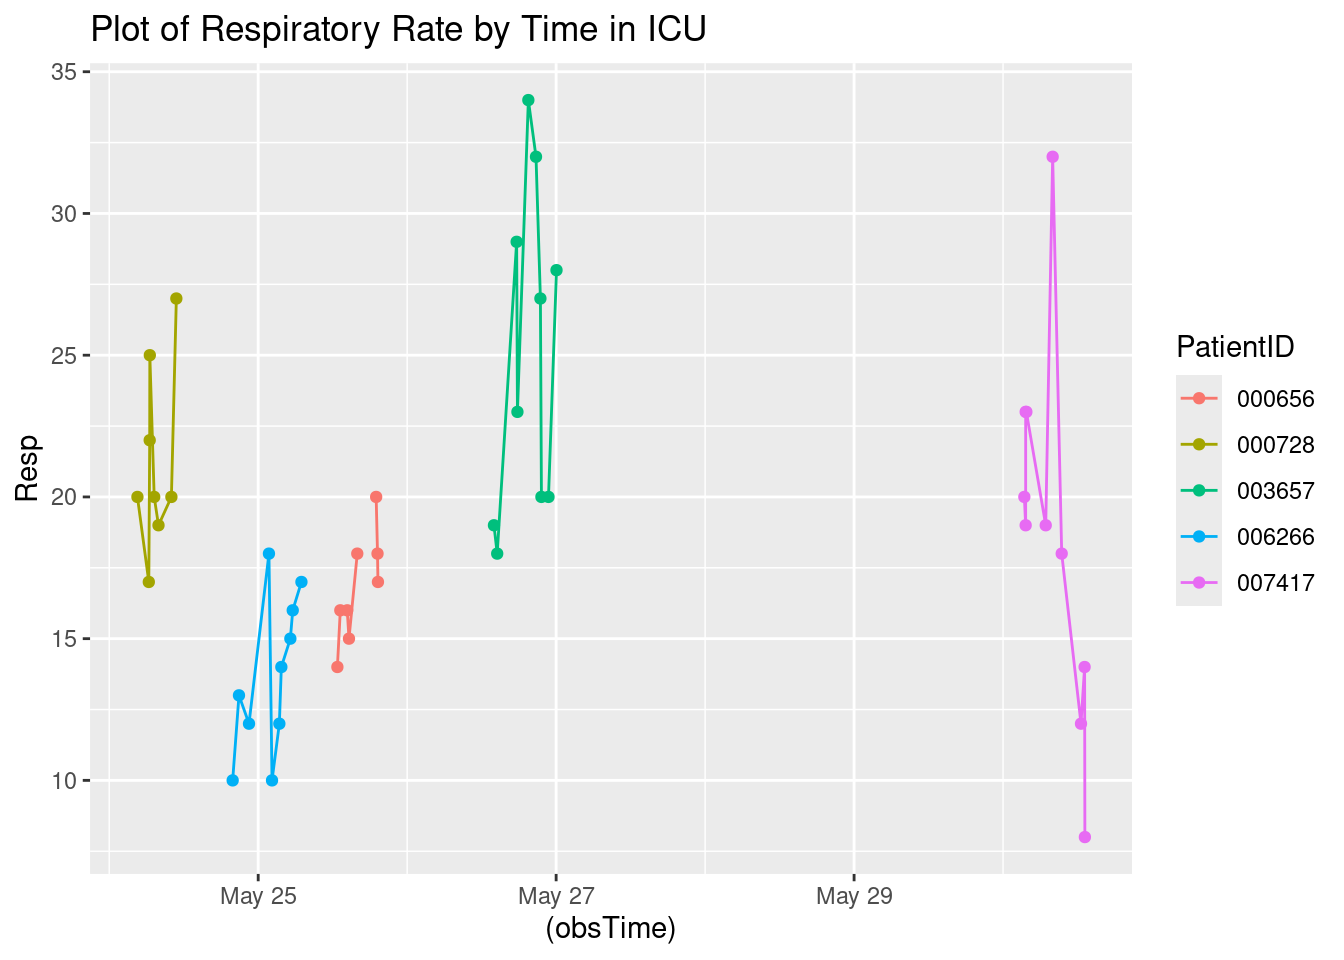 Plot of Respiratory Rate by Time in ICU
35
30
25
20
15
10
Resp
May 25
May 27
May 29
(obsTime)
PatientID
000656
000728
003657
006266
007417